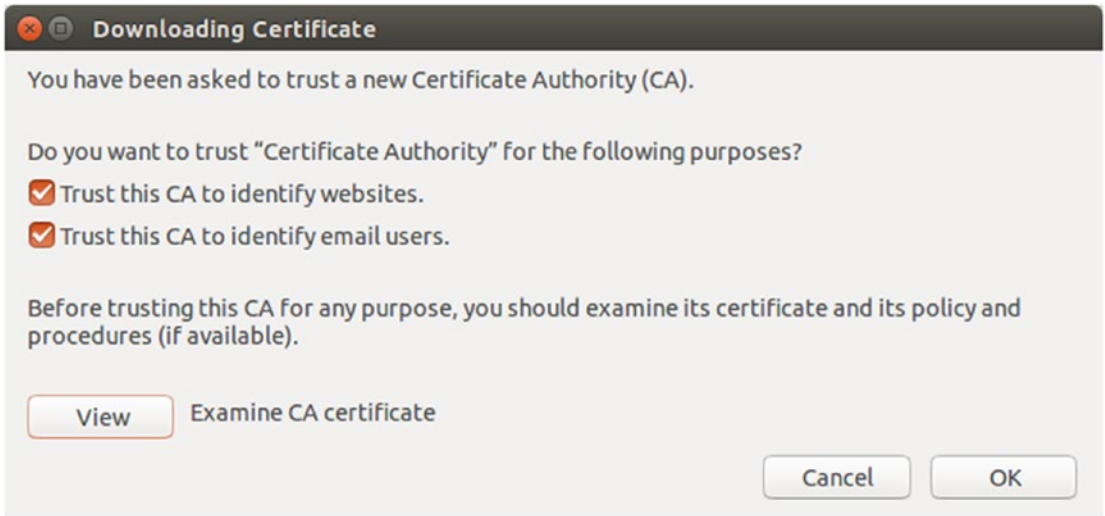 Downloading Certificate
You have been asked to trust a new Certificate Authority (CA).
Do you want to trust “Certificate Authority” for the following purposes?
Trust this CA to identify websites.
Trust this CA to identify email users.
Before trusting this CA for any purpose, you should examine its certificate and its policy and
procedures (if available).
View Examine CA certificate
Cancel OK